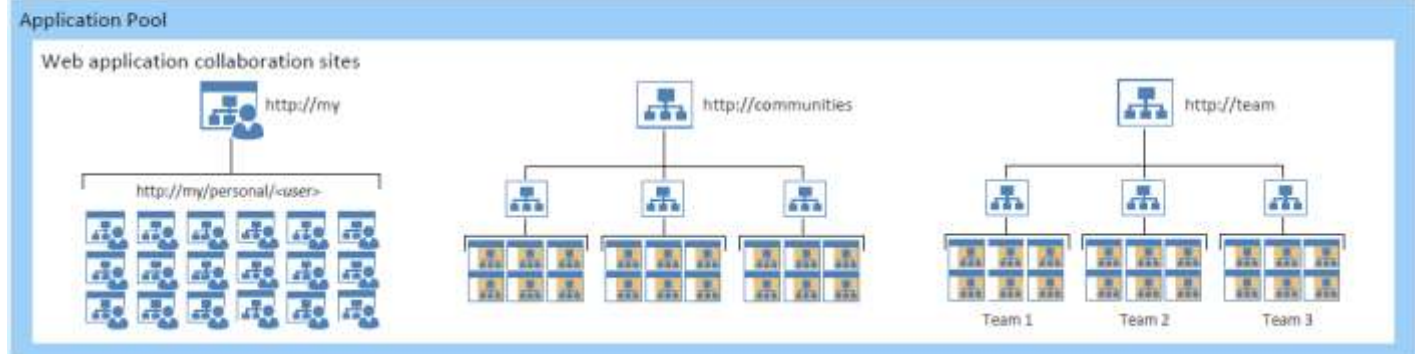 Application Pool
Web application collaboration sites
http://my
http://communities
http://team
http://my/personal/<user>
Team 1
Team 2
Team 3